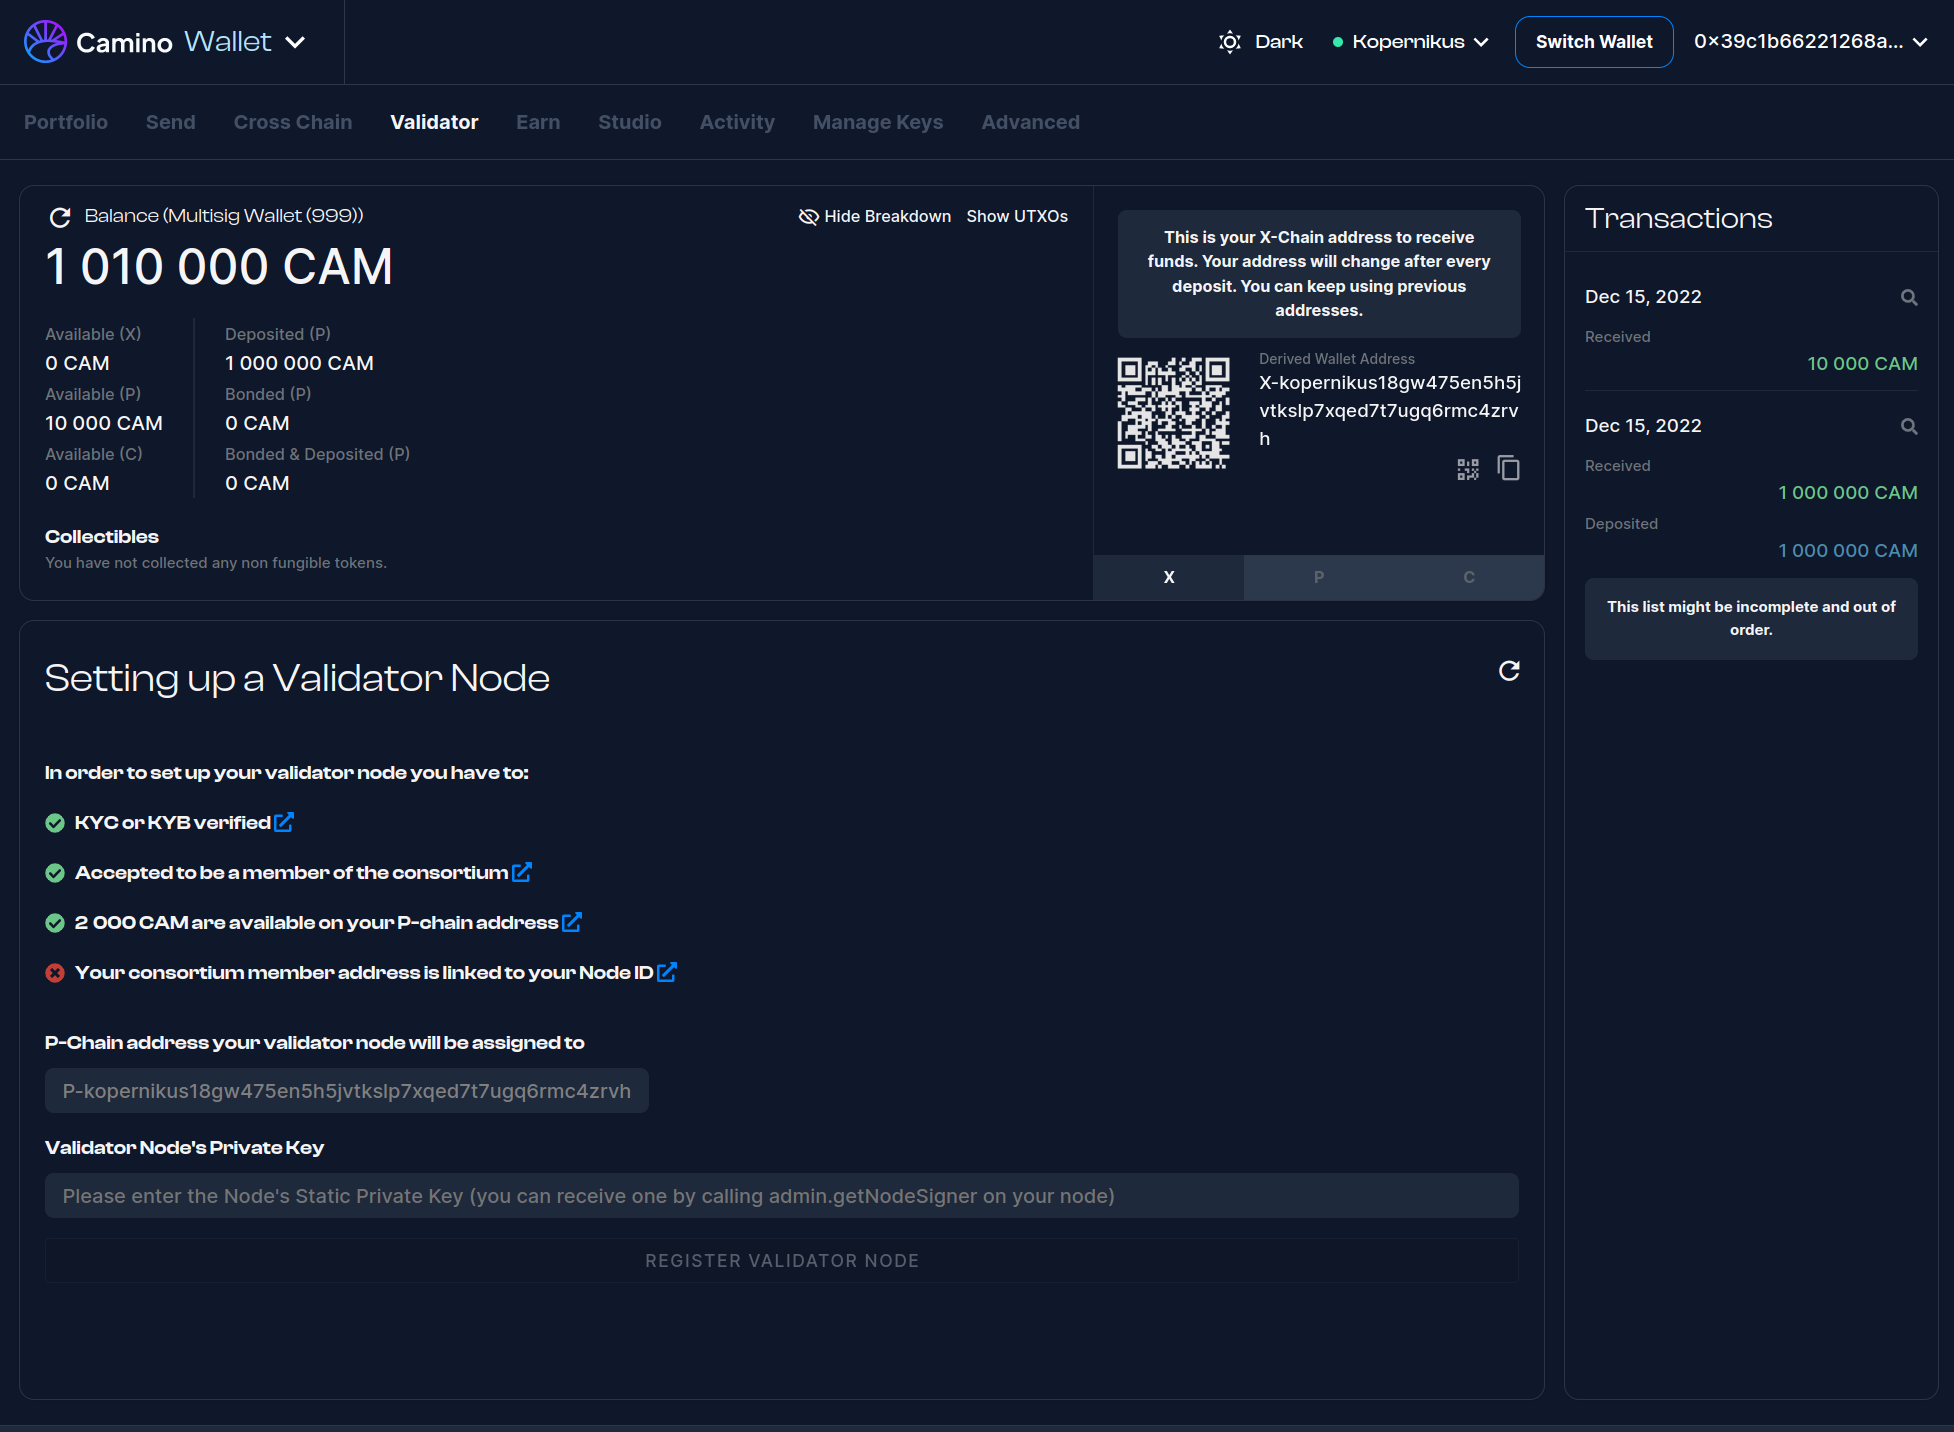 Camino Wallet
Dark
Kopernikus
Switch Wallet
0x39c1b66221268a...
Portfolio
Send
Cross Chain
Validator
Earn
Studio
Activity
Manage Keys
Advanced
Balance (Multisig Wallet (999))
Hide Breakdown
Show UTXOs
1 010 000 CAM
Available (X)
0 CAM
Available (P)
10 000 CAM
Available (C)
0 CAM
Deposited (P)
1 000 000 CAM
Bonded (P)
0 CAM
Bonded & Deposited (P)
0 CAM
Collectibles
You have not collected any non fungible tokens.
This is your X-Chain address to receive
funds. Your address will change after every
deposit. You can keep using previous
addresses.
Derived Wallet Address
X-kopernikus18gw475en5h5j
vtkslp7xqed7t7ugq6rmc4zrv
h
X
P
C
Transactions
Dec 15, 2022
Received
10 000 CAM
Dec 15, 2022
Received
1 000 000 CAM
Deposited
1 000 000 CAM
This list might be incomplete and out of
order.
Setting up a Validator Node
In order to set up your validator node you have to:
KYC or KYB verified
Accepted to be a member of the consortium
2 000 CAM are available on your P-chain address
Your consortium member address is linked to your Node ID
P-Chain address your validator node will be assigned to
P-kopernikus18gw475en5h5jvtkslp7xqed7t7ugq6rmc4zrvh
Validator Node's Private Key
Please enter the Node's Static Private Key (you can receive one by calling admin.getNodeSigner on your node)
REGISTER VALIDATOR NODE